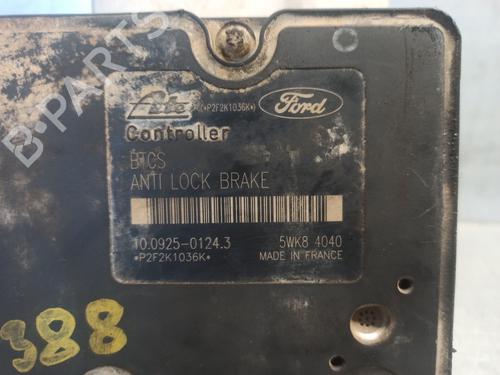 Ate (*P2F2K1036K*) Ford
Controller
BTCS
ANTI LOCK BRAKE
10.0925-0124.3 5WK8 4040
*P2F2K1036K* MADE IN FRANCE
388
B-PARTS